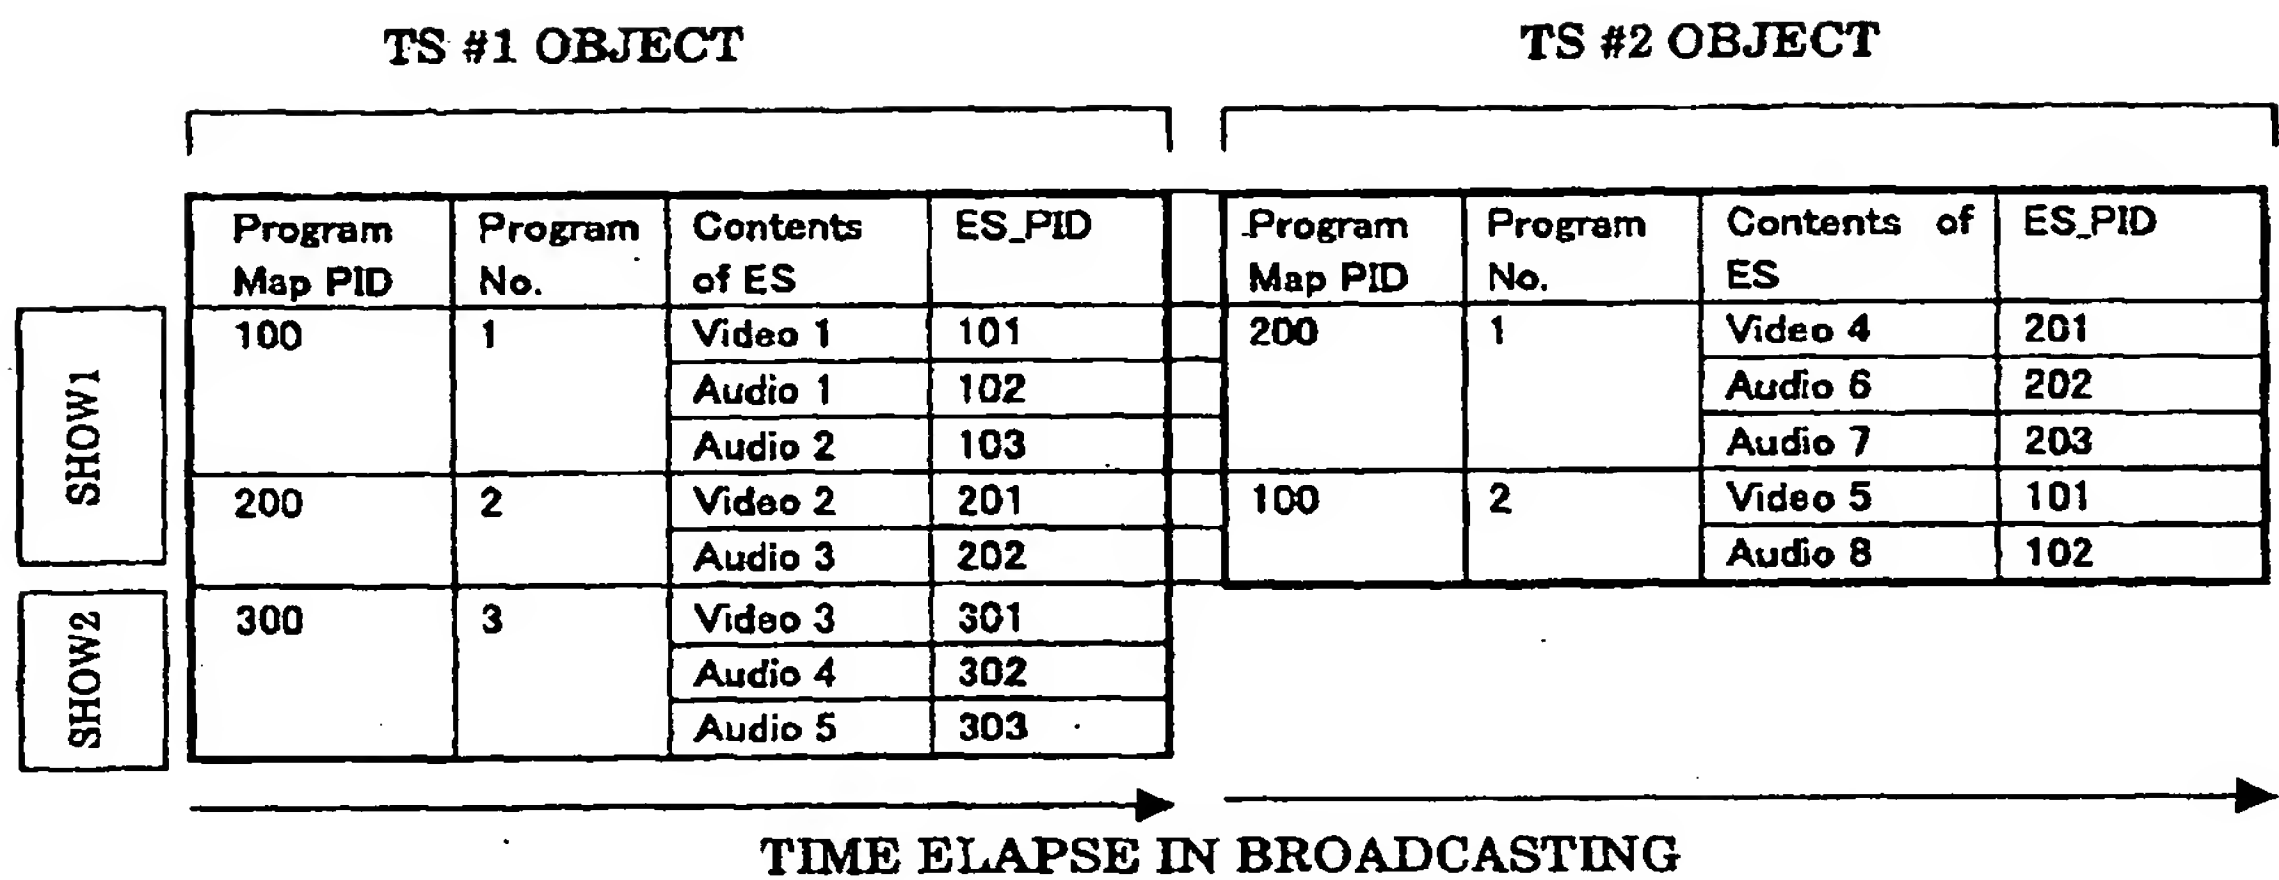 TS #1 OBJECT
TS #2 OBJECT
Program Map PID
Program No.
Contents of ES
ES_PID
Program Map PID
Program No.
Contents of ES
ES_PID
SHOW1
100
1
Video 1
101
Audio 1
102
Audio 2
103
200
2
Video 2
201
Audio 3
202
SHOW2
300
3
Video 3
301
Audio 4
302
Audio 5
303
200
1
Video 4
201
Audio 6
202
Audio 7
203
100
2
Video 5
101
Audio 8
102
TIME ELAPSE IN BROADCASTING